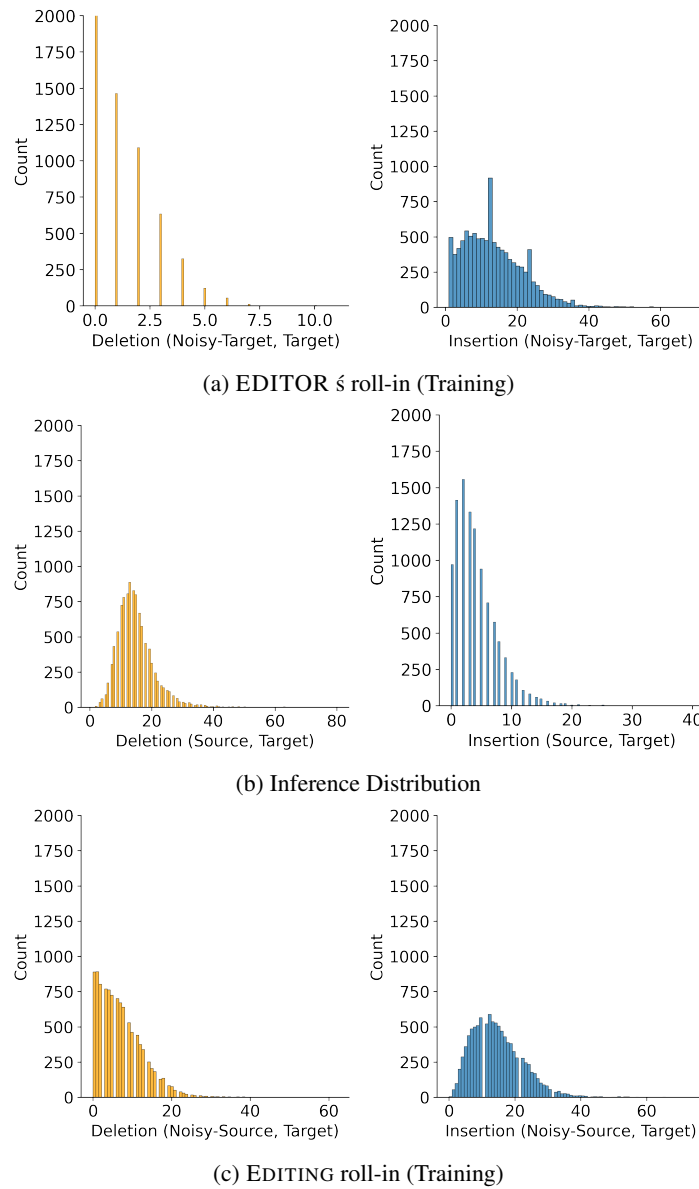 2000
1750
1500
1250
1000
750
500
250
0
Count
0.0 2.5 5.0 7.5 10.0
Deletion (Noisy-Target, Target)
2000
1750
1500
1250
1000
750
500
250
0
Count
0 20 40 60
Insertion (Noisy-Target, Target)
(a) EDITOR ś roll-in (Training)
2000
1750
1500
1250
1000
750
500
250
0
Count
0 20 40 60 80
Deletion (Source, Target)
2000
1750
1500
1250
1000
750
500
250
0
Count
0 10 20 30 40
Insertion (Source, Target)
(b) Inference Distribution
2000
1750
1500
1250
1000
750
500
250
0
Count
0 20 40 60
Deletion (Noisy-Source, Target)
2000
1750
1500
1250
1000
750
500
250
0
Count
0 20 40 60
Insertion (Noisy-Source, Target)
(c) EDITING roll-in (Training)